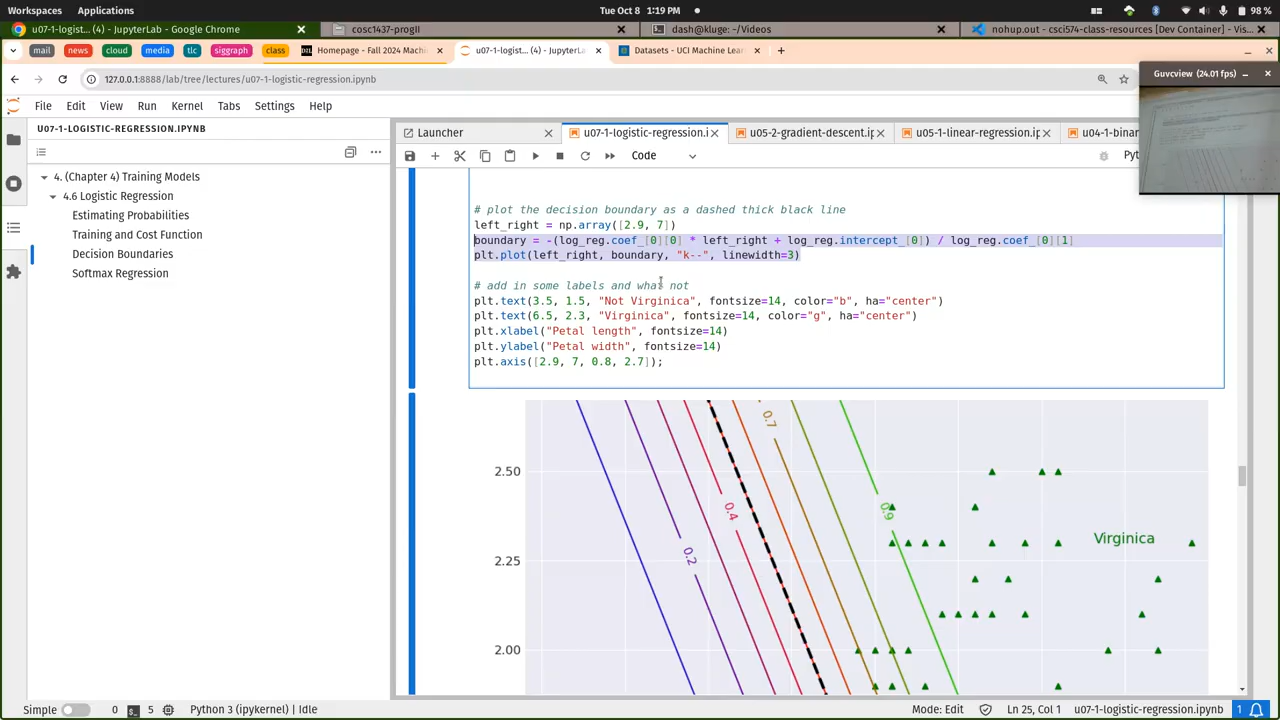 Workspaces Applications Tue Oct 8 1:19 PM 98 %
u07-1-logist... (4) - JupyterLab - Google Chrome cosc1437-progII dash@kluge:~/Videos nohup.out - csci574-class-resources [Dev Container] - Vis...
mail news cloud media tlc siggraph class Homepage - Fall 2024 Machin u07-1-logist... (4) - JupyterL Datasets - UCI Machine Lear
127.0.0.1:8888/lab/tree/lectures/u07-1-logistic-regression.ipynb
Guvcview (24.01 fps)
File Edit View Run Kernel Tabs Settings Help
U07-1-LOGISTIC-REGRESSION.IPYNB
Launcher u07-1-logistic-regression.i u05-2-gradient-descent.ip u05-1-linear-regression.ip u04-1-binar
Code Pyt
4. (Chapter 4) Training Models
4.6 Logistic Regression
Estimating Probabilities
Training and Cost Function
Decision Boundaries
Softmax Regression
# plot the decision boundary as a dashed thick black line
left_right = np.array([2.9, 7])
boundary = -(log_reg.coef_[0][0] * left_right + log_reg.intercept_[0]) / log_reg.coef_[0][1]
plt.plot(left_right, boundary, "k--", linewidth=3)
# add in some labels and what not
plt.text(3.5, 1.5, "Not Virginica", fontsize=14, color="b", ha="center")
plt.text(6.5, 2.3, "Virginica", fontsize=14, color="g", ha="center")
plt.xlabel("Petal length", fontsize=14)
plt.ylabel("Petal width", fontsize=14)
plt.axis([2.9, 7, 0.8, 2.7]);
0.7
2.50
0.4
0.9
Virginica
0.2
2.25
2.00
Simple 0 5 Python 3 (ipykernel) | Idle Mode: Edit Ln 25, Col 1 u07-1-logistic-regression.ipynb 1